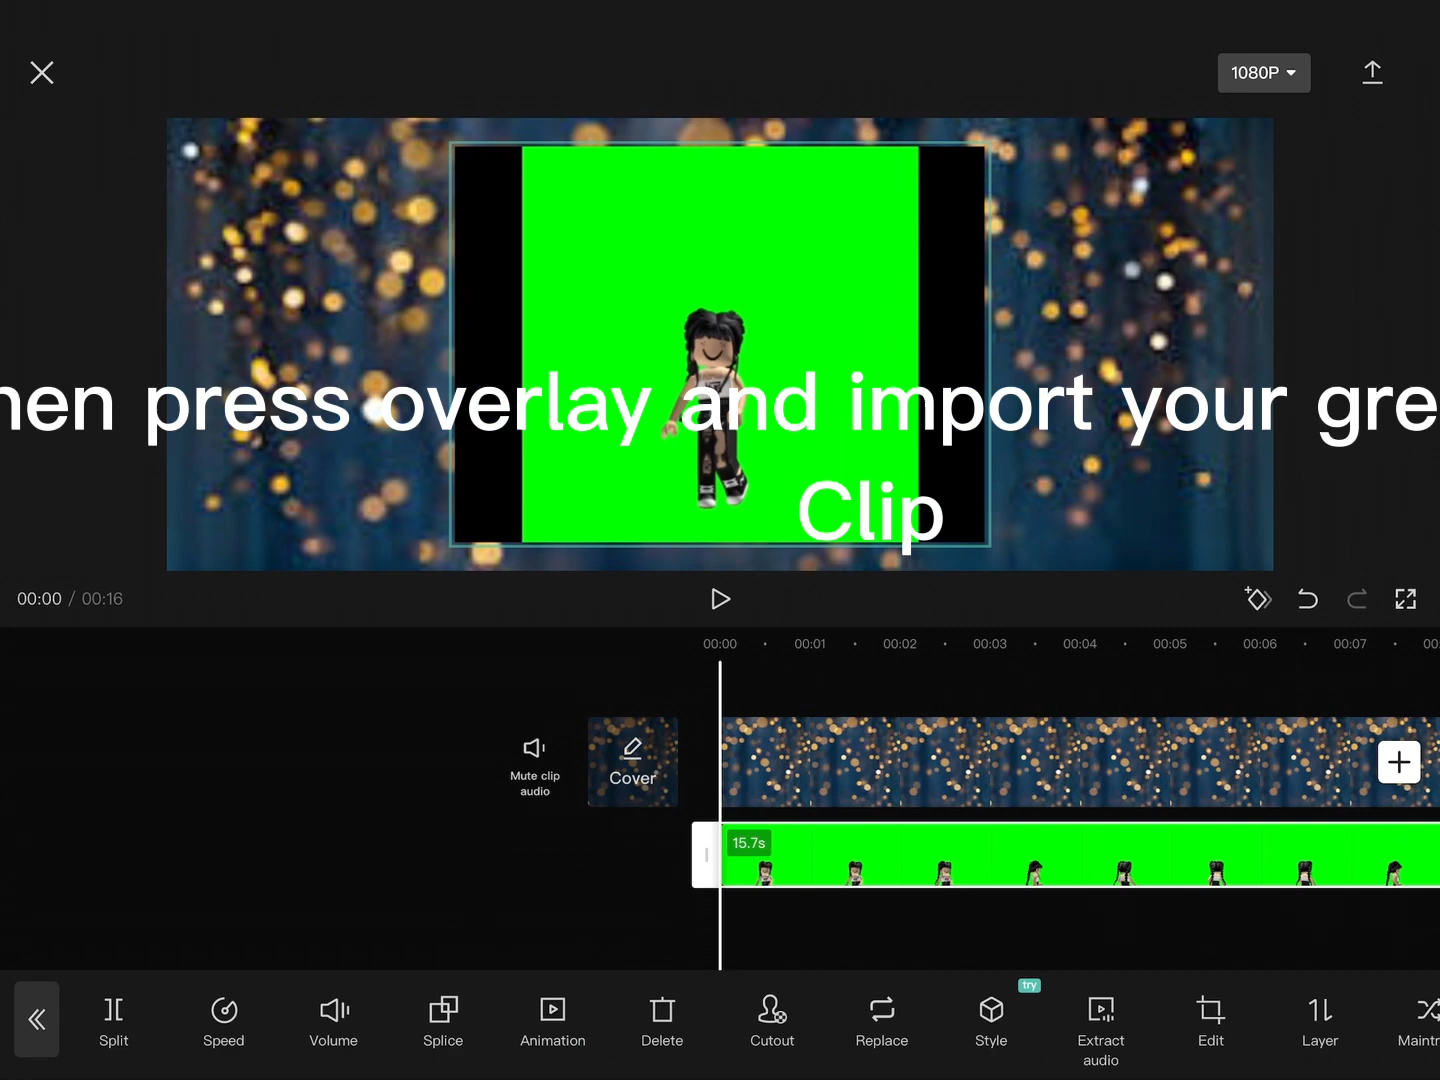 1080P
hen press overlay and import your gre
Clip
00:00 / 00:16
00:00 00:01 00:02 00:03 00:04 00:05 00:06 00:07 00:
Mute clip
audio
Cover
15.7s
try
Split Speed Volume Splice Animation Delete Cutout Replace Style Extract
audio Edit Layer Maintr